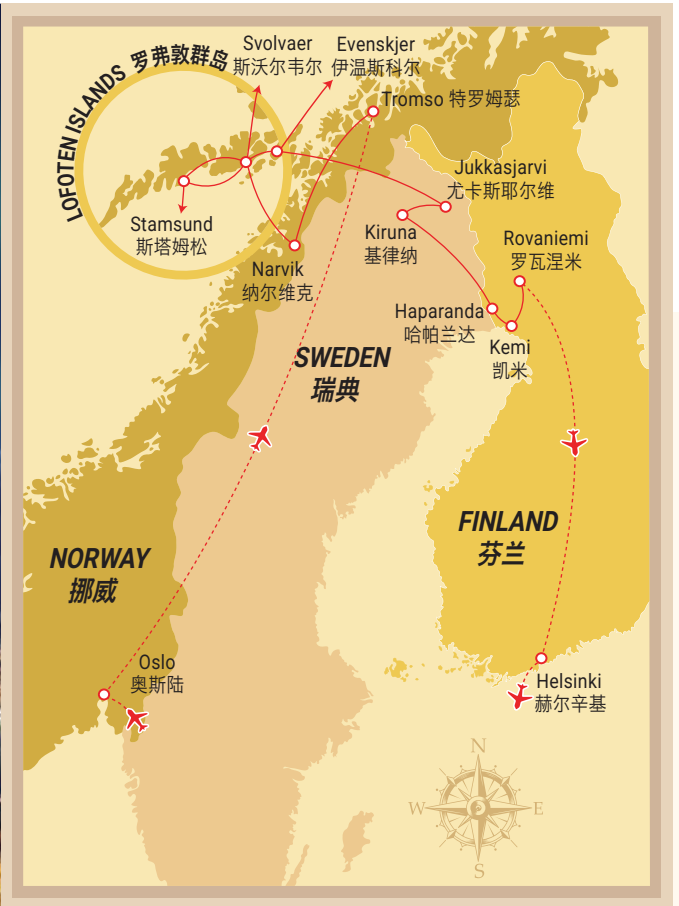 LOFOTEN ISLANDS 罗弗敦群岛
Svolvaer
斯沃尔韦尔
Evenskjer
伊温斯科尔
Tromso 特罗姆瑟
Jukkasjarvi
尤卡斯耶尔维
Stamsund
斯塔姆松
Kiruna
基律纳
Rovaniemi
罗瓦涅米
Narvik
纳尔维克
Haparanda
哈帕兰达
Kemi
凯米
SWEDEN
瑞典
FINLAND
芬兰
NORWAY
挪威
Oslo
奥斯陆
Helsinki
赫尔辛基
N
W
E
S